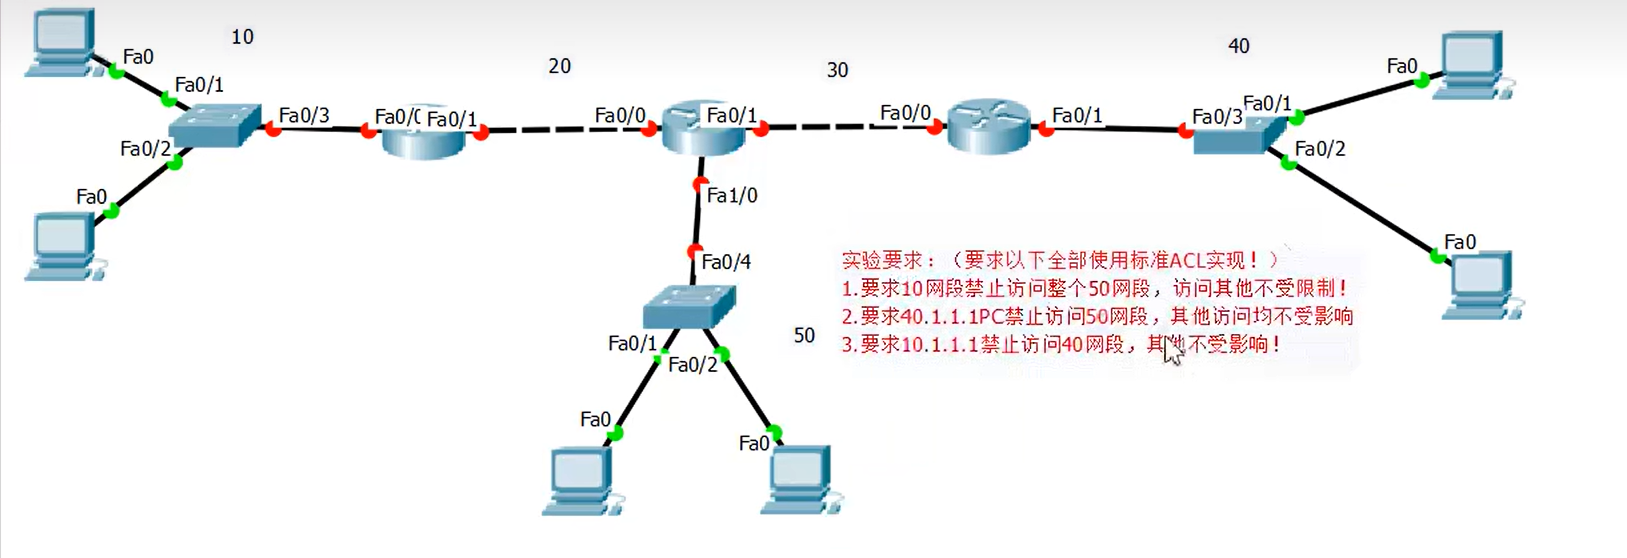 10
20
30
40
Fa0
Fa0/1
Fa0/3
Fa0/2
Fa0
Fa0/1
Fa0/0
Fa0/1
Fa1/0
Fa0/4
Fa0/0
Fa0/1
Fa0/3
Fa0/1
Fa0
Fa0/2
Fa0
实验要求：（要求以下全部使用标准ACL实现！）
1.要求10网段禁止访问整个50网段，访问其他不受限制！
2.要求40.1.1.1PC禁止访问50网段，其他访问均不受影响
3.要求10.1.1.1禁止访问40网段，其他不受影响！
50
Fa0/1
Fa0/2
Fa0
Fa0